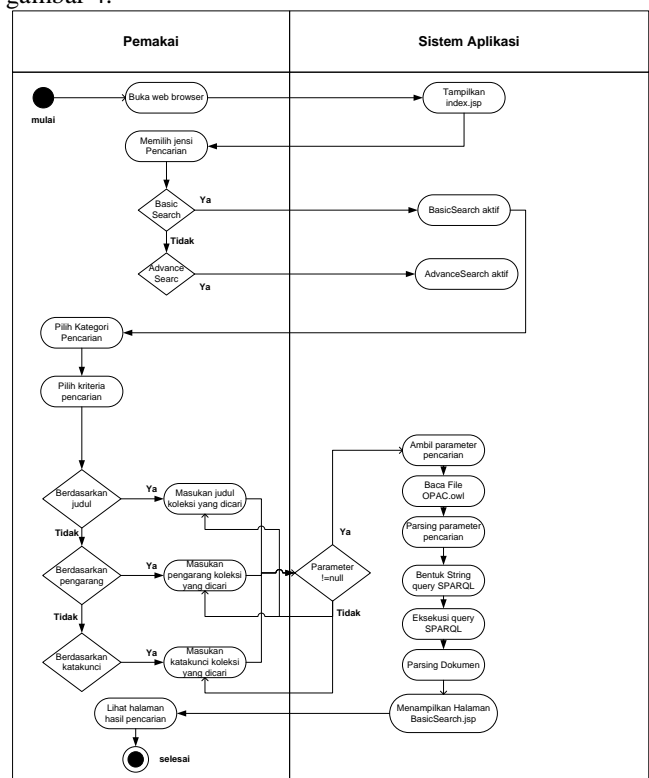 gambar 4.
Pemakai
Sistem Aplikasi
mulai
Buka web browser
Tampilkan
index.jsp
Memilih jensi
Pencarian
Basic
Search
Ya
BasicSearch aktif
Tidak
Advance
Searc
Ya
AdvanceSearch aktif
Pilih Kategori
Pencarian
Pilih kriteria
pencarian
Ambil parameter
pencarian
Baca File
OPAC.owl
Parsing parameter
pencarian
Bentuk String
query SPARQL
Eksekusi query
SPARQL
Parsing Dokumen
Menampilkan Halaman
BasicSearch.jsp
Berdasarkan
judul
Ya
Masukan judul
koleksi yang dicari
Tidak
Berdasarkan
pengarang
Ya
Masukan
pengarang koleksi
yang dicari
Parameter
!=null
Ya
Tidak
Tidak
Berdasarkan
katakunci
Ya
Masukan
katakunci koleksi
yang dicari
Lihat halaman
hasil pencarian
selesai